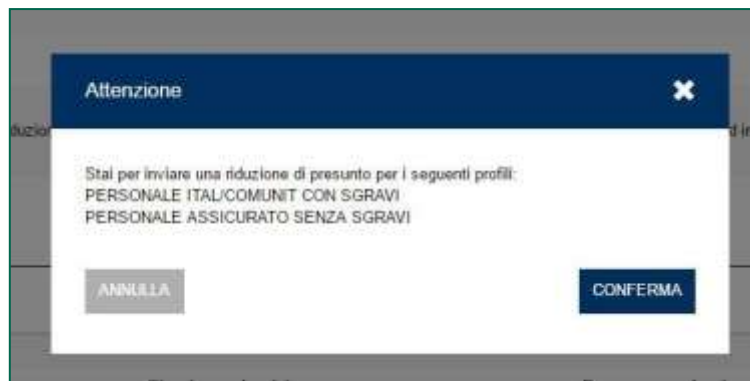 Attenzione
Stai per inviare una riduzione di presunto per i seguenti profili:
PERSONALE ITAL/COMUNIT CON SGRAVI
PERSONALE ASSICURATO SENZA SGRAVI
ANNULLA
CONFERMA